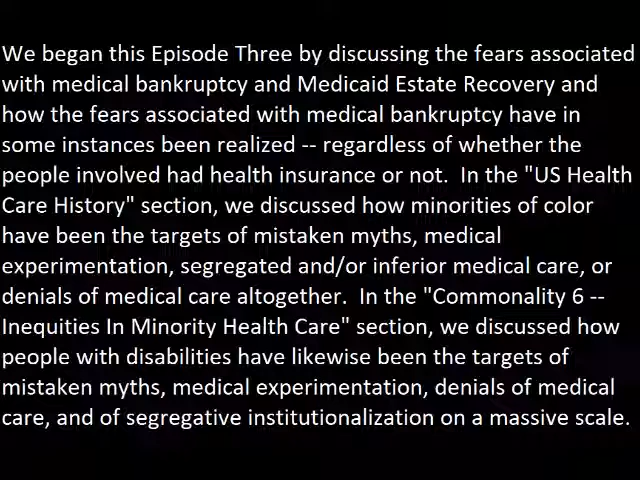 We began this Episode Three by discussing the fears associated
with medical bankruptcy and Medicaid Estate Recovery and
how the fears associated with medical bankruptcy have in
some instances been realized -- regardless of whether the
people involved had health insurance or not.  In the "US Health
Care History" section, we discussed how minorities of color
have been the targets of mistaken myths, medical
experimentation, segregated and/or inferior medical care, or
denials of medical care altogether.  In the "Commonality 6 --
Inequities In Minority Health Care" section, we discussed how
people with disabilities have likewise been the targets of
mistaken myths, medical experimentation, denials of medical
care, and of segregative institutionalization on a massive scale.